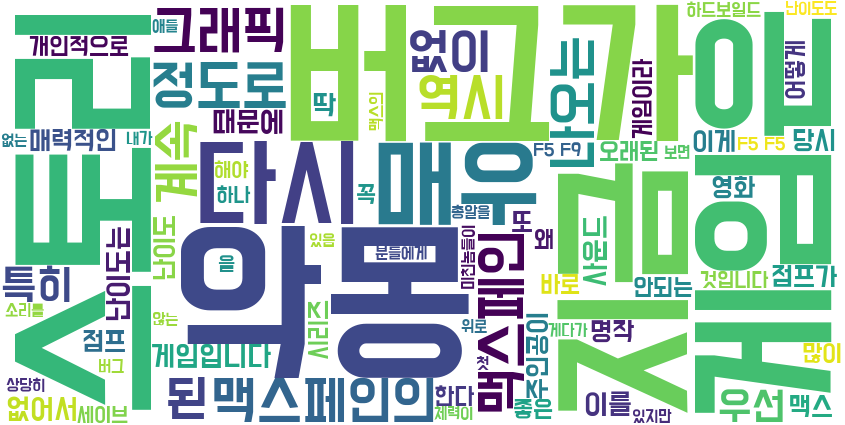 애들
개인적으로
그래픽
버그가
없이
하드보일드
난이도도
정도로
역시
어떻게
딱
때문에
맥스의
게임이라
없는
매력적인
내가
계속
단시
매우
F5 F9
오래된
보면
이게
F5 F5
당시
해야
하나
꼭
총알을
또
영화
난이도는
난이도
악몽
있음
분들에게
미친놈들이
왜
특히
을
맥스페인
바로
안되는
것입니다
점프가
소리를
않는
시리즈
위로
게다가
명작
많이
점프
버그
게임입니다
첫
주인공이
상당히
된
맥스페인의
한다
좋은
이를
우선
맥스
없어서
세이브
체력이
있지만